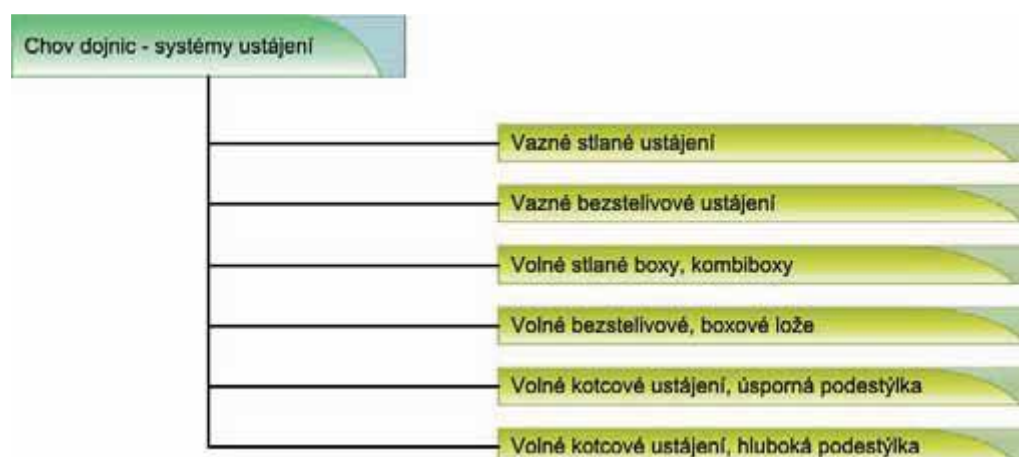 Chov dojnic - systémy ustájení
Vazné stlané ustájení
Vazné bezstelivové ustájení
Volné stlané boxy, kombiboxy
Volné bezstelivové, boxové lože
Volné kotcové ustájení, úsporná podestýlka
Volné kotcové ustájení, hluboká podestýlka